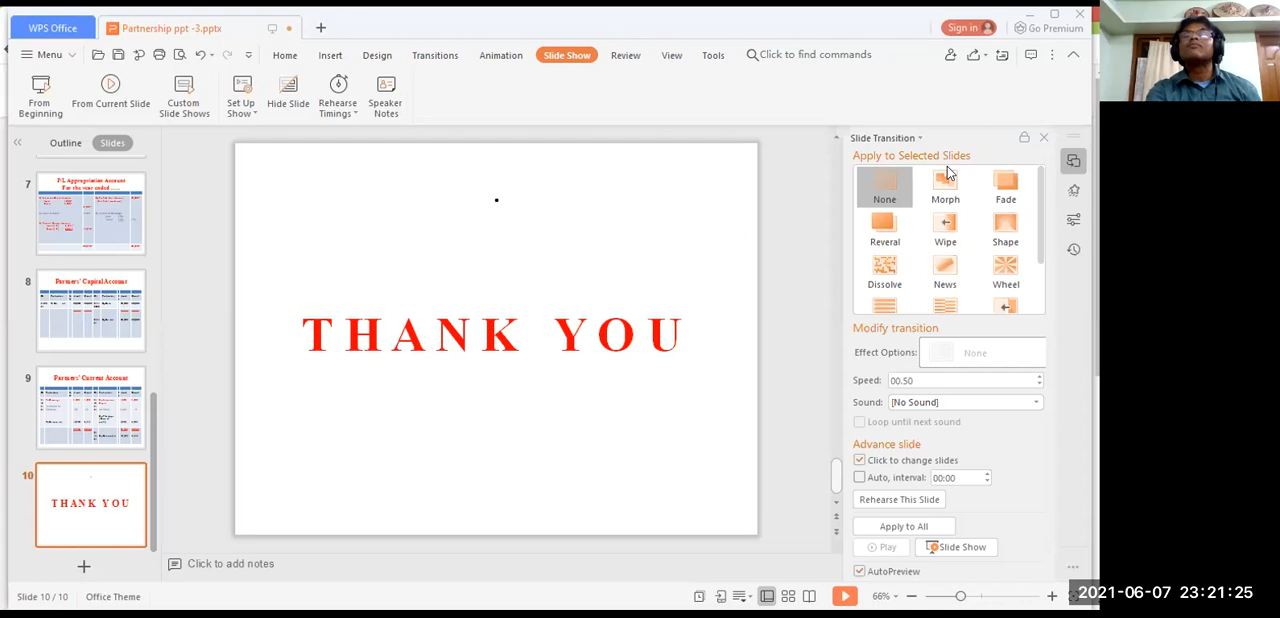 WPS Office
Partnership ppt -3.pptx
+
Sign in
Go Premium
Menu
Home Insert Design Transitions Animation Slide Show Review View Tools Click to find commands
From Beginning
From Current Slide
Custom Slide Shows
Set Up Show
Hide Slide
Rehearse Timings
Speaker Notes
Outline Slides
7
P/L Appropriation Account
For the year ended ......
8
Partners' Capital Account
9
Partners' Current Account
10
THANK YOU
THANK YOU
Click to add notes
Slide Transition
Apply to Selected Slides
None Morph Fade
Reveral Wipe Shape
Dissolve News Wheel
Modify transition
Effect Options: None
Speed: 00.50
Sound: [No Sound]
Loop until next sound
Advance slide
Click to change slides
Auto, interval: 00:00
Rehearse This Slide
Apply to All
Play Slide Show
AutoPreview
Slide 10 / 10 Office Theme
66%
2021-06-07 23:21:25